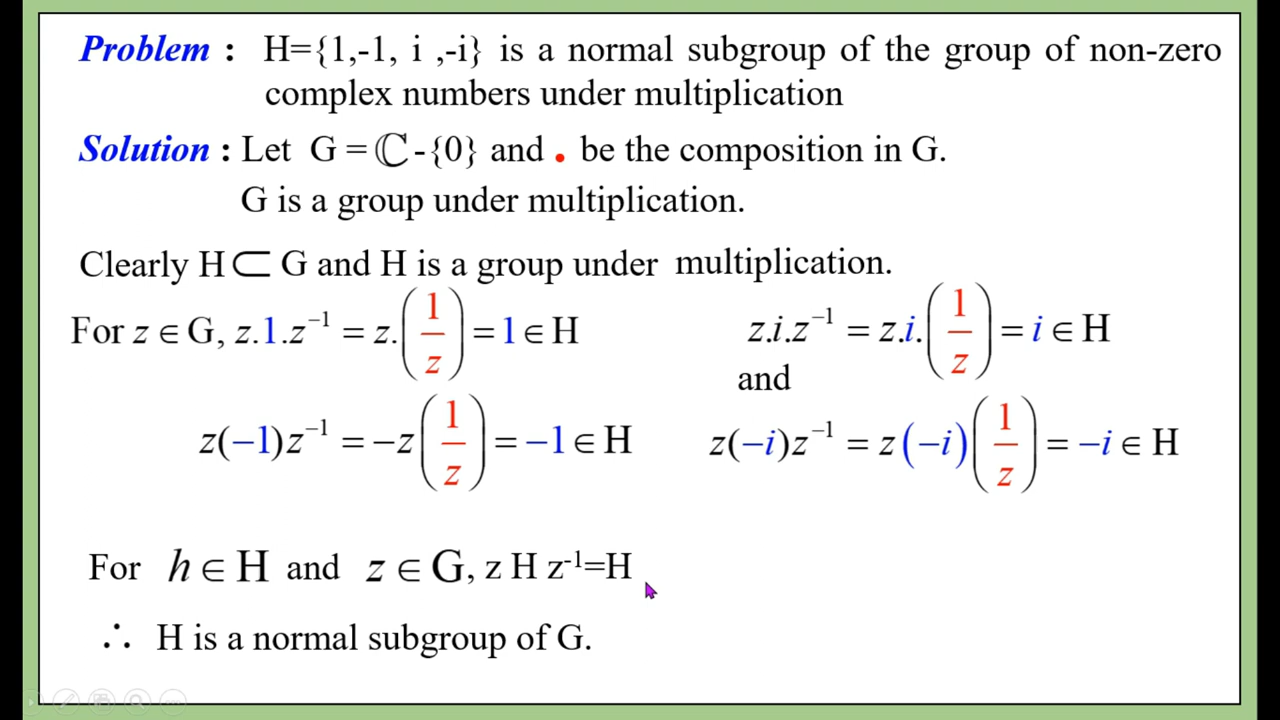 Problem : H={1,-1, i ,-i} is a normal subgroup of the group of non-zero
complex numbers under multiplication
Solution : Let G = ℂ -{0} and . be the composition in G.
G is a group under multiplication.
Clearly H ⊂ G and H is a group under multiplication.
For z ∈ G, z.1.z⁻¹ = z.(1/z) = 1 ∈ H
z.i.z⁻¹ = z.i.(1/z) = i ∈ H
and
z(−1)z⁻¹ = −z(1/z) = −1 ∈ H
z(−i)z⁻¹ = z(−i)(1/z) = −i ∈ H
For h ∈ H and z ∈ G, z H z⁻¹=H
∴ H is a normal subgroup of G.